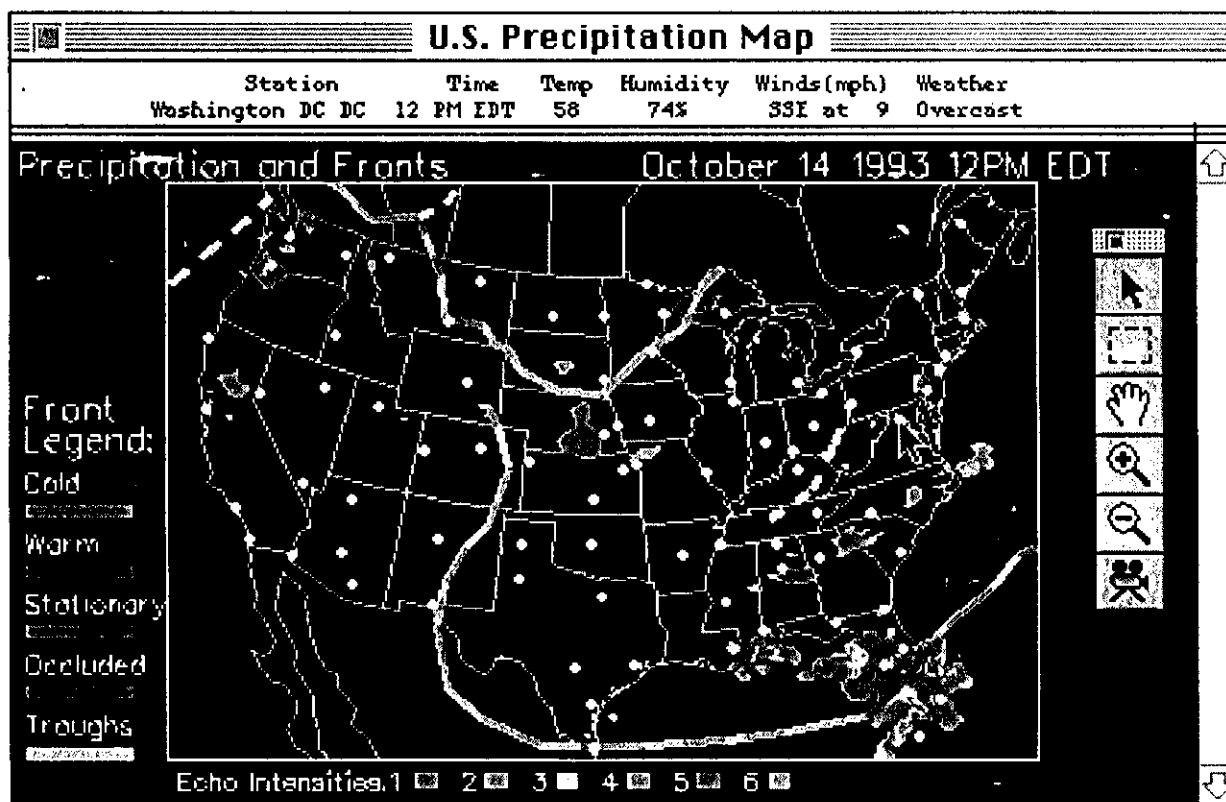 U.S. Precipitation Map
Station Time Temp Humidity Winds(mph) Weather
Washington DC DC 12 PM EDT 58 74% SSE at 9 Overcast
Precipitation and Fronts October 14 1993 12PM EDT
Front
Legend:
Cold
Warm
Stationary
Occluded
Troughs
Echo Intensities.1 2 3 4 5 6